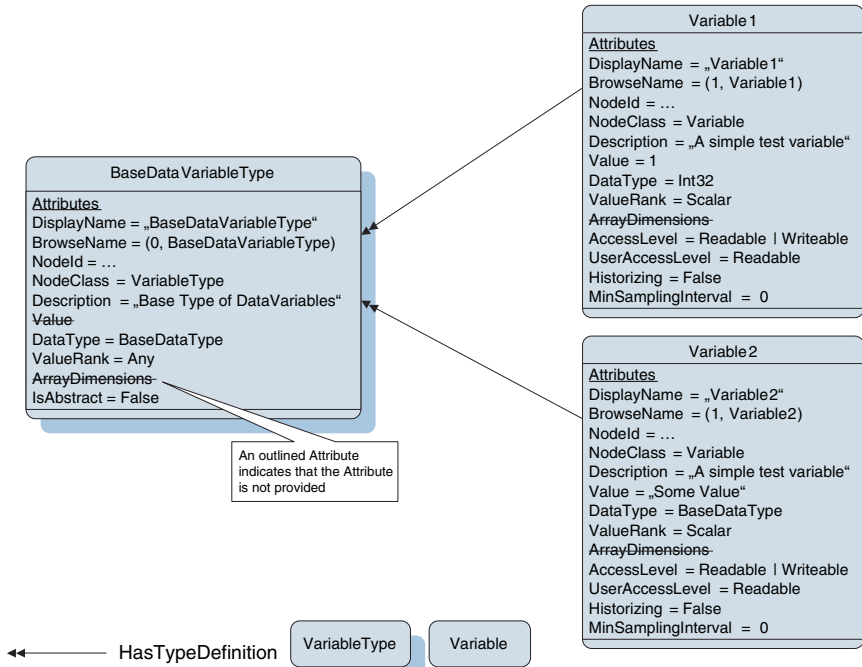 BaseDataVariableType
Attributes
DisplayName = „BaseDataVariableType“
BrowseName = (0, BaseDataVariableType)
NodeId = …
NodeClass = VariableType
Description = „Base Type of DataVariables“
Value
DataType = BaseDataType
ValueRank = Any
ArrayDimensions
IsAbstract = False
An outlined Attribute
indicates that the Attribute
is not provided
Variable1
Attributes
DisplayName = „Variable1“
BrowseName = (1, Variable1)
NodeId = …
NodeClass = Variable
Description = „A simple test variable“
Value = 1
DataType = Int32
ValueRank = Scalar
ArrayDimensions
AccessLevel = Readable | Writeable
UserAccessLevel = Readable
Historizing = False
MinSamplingInterval = 0
Variable2
Attributes
DisplayName = „Variable2“
BrowseName = (1, Variable2)
NodeId = …
NodeClass = Variable
Description = „A simple test variable“
Value = „Some Value“
DataType = BaseDataType
ValueRank = Scalar
ArrayDimensions
AccessLevel = Readable | Writeable
UserAccessLevel = Readable
Historizing = False
MinSamplingInterval = 0
HasTypeDefinition
VariableType
Variable